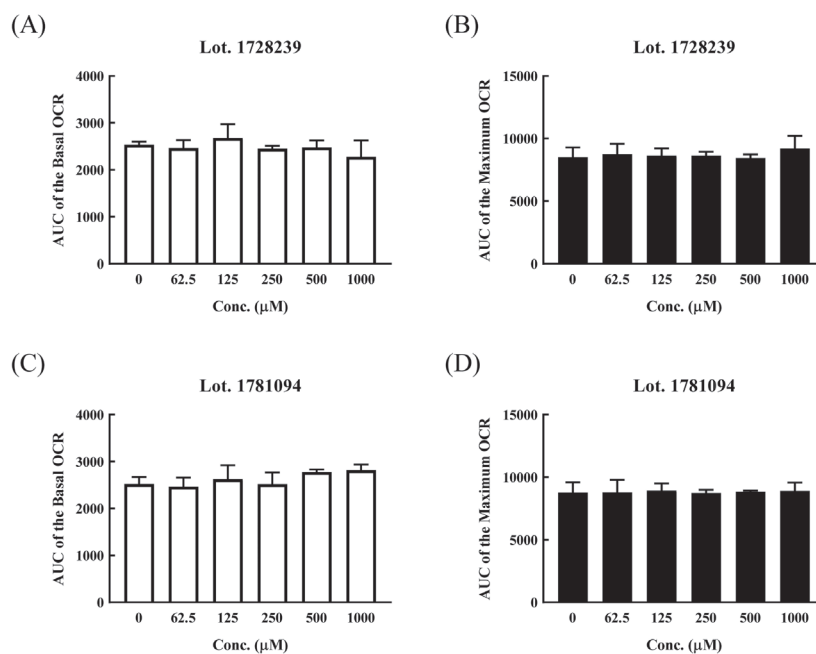 (A)
Lot. 1728239
AUC of the Basal OCR
4000
3000
2000
1000
0
0 62.5 125 250 500 1000
Conc. (μM)
(B)
Lot. 1728239
AUC of the Maximum OCR
15000
10000
5000
0
0 62.5 125 250 500 1000
Conc. (μM)
(C)
Lot. 1781094
AUC of the Basal OCR
4000
3000
2000
1000
0
0 62.5 125 250 500 1000
Conc. (μM)
(D)
Lot. 1781094
AUC of the Maximum OCR
15000
10000
5000
0
0 62.5 125 250 500 1000
Conc. (μM)